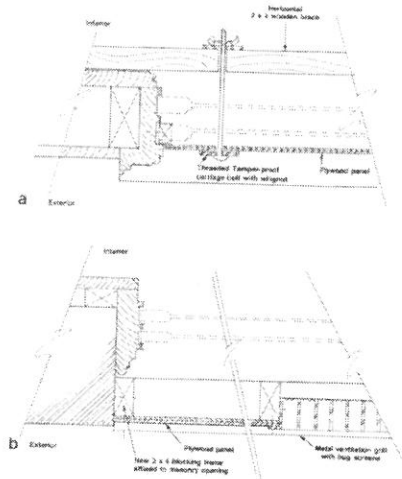 Interior
Horizontal
2 x 4 wooden brace
Threaded Tamper-proof
carriage bolt with wingnut
Plywood panel
a
Exterior
Interior
b
Exterior
Plywood panel
New 2 x 4 blocking frame
affixed to masonry opening
Metal ventilation grill
with bug screens